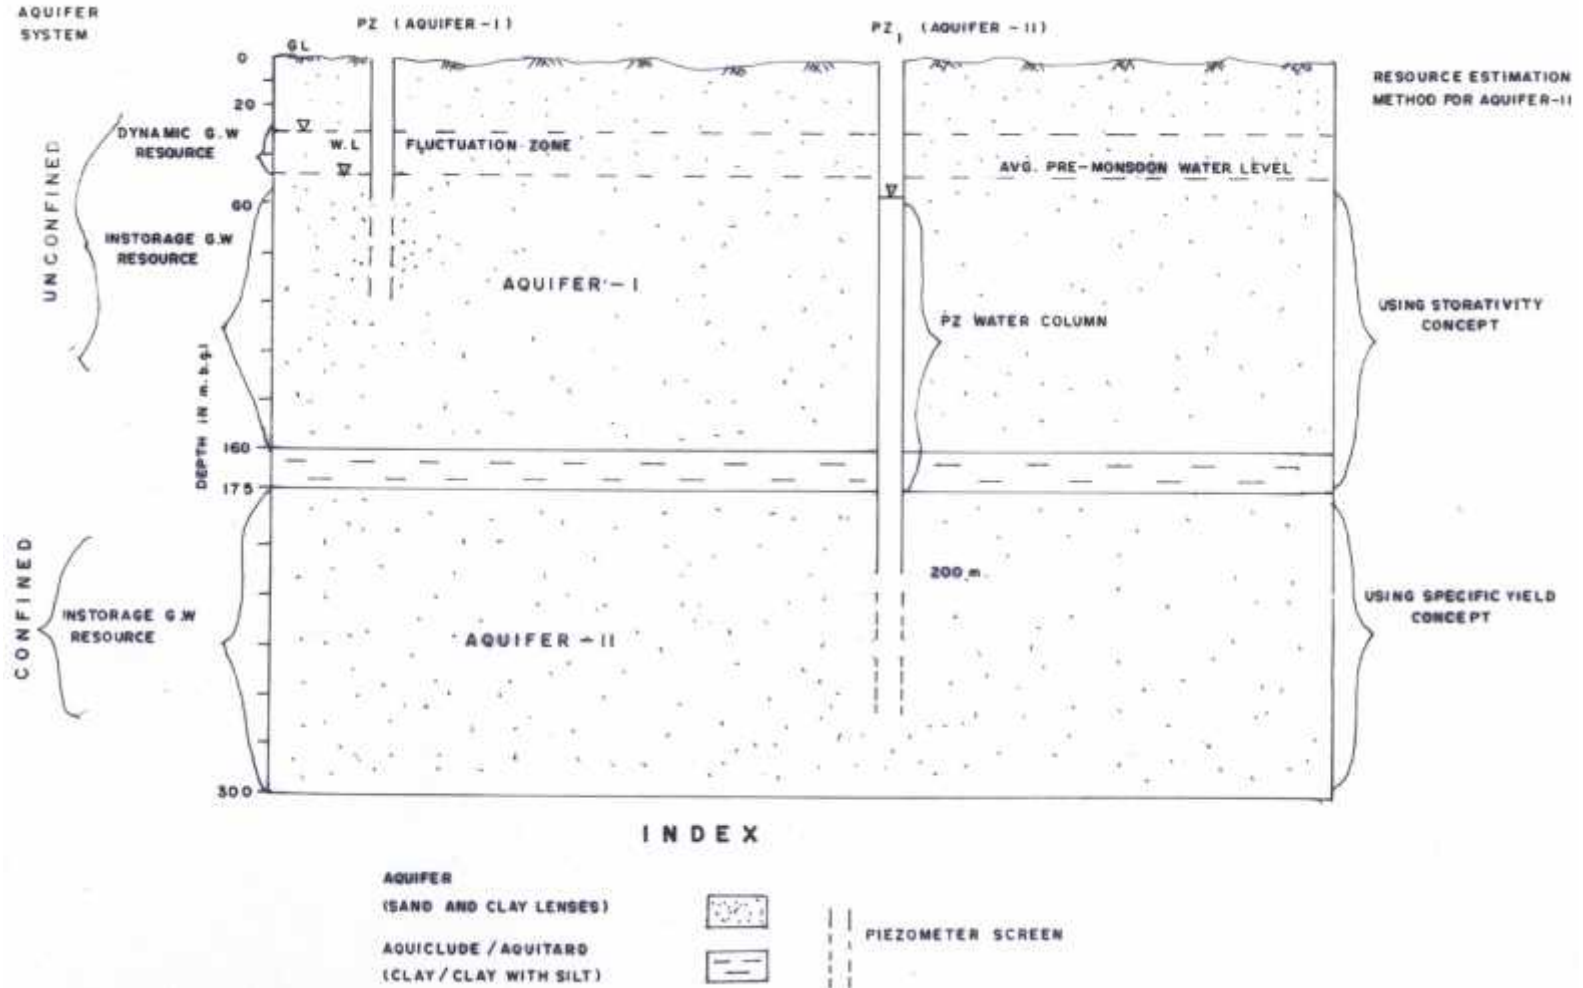 AQUIFER
SYSTEM
PZ (AQUIFER-I)
PZ1 (AQUIFER-II)
GL
0
20
60
160
175
300
RESOURCE ESTIMATION
METHOD FOR AQUIFER-II
DYNAMIC G.W
RESOURCE
W.L
FLUCTUATION ZONE
AVG. PRE-MONSOON WATER LEVEL
UNCONFINED
INSTORAGE G.W
RESOURCE
AQUIFER-I
PZ WATER COLUMN
USING STORATIVITY
CONCEPT
DEPTH IN m.b.g.l
CONFINED
INSTORAGE G.W
RESOURCE
AQUIFER-II
200 m.
USING SPECIFIC YIELD
CONCEPT
INDEX
AQUIFER
(SAND AND CLAY LENSES)
AQUICLUDE/AQUITARD
(CLAY/CLAY WITH SILT)
PIEZOMETER SCREEN